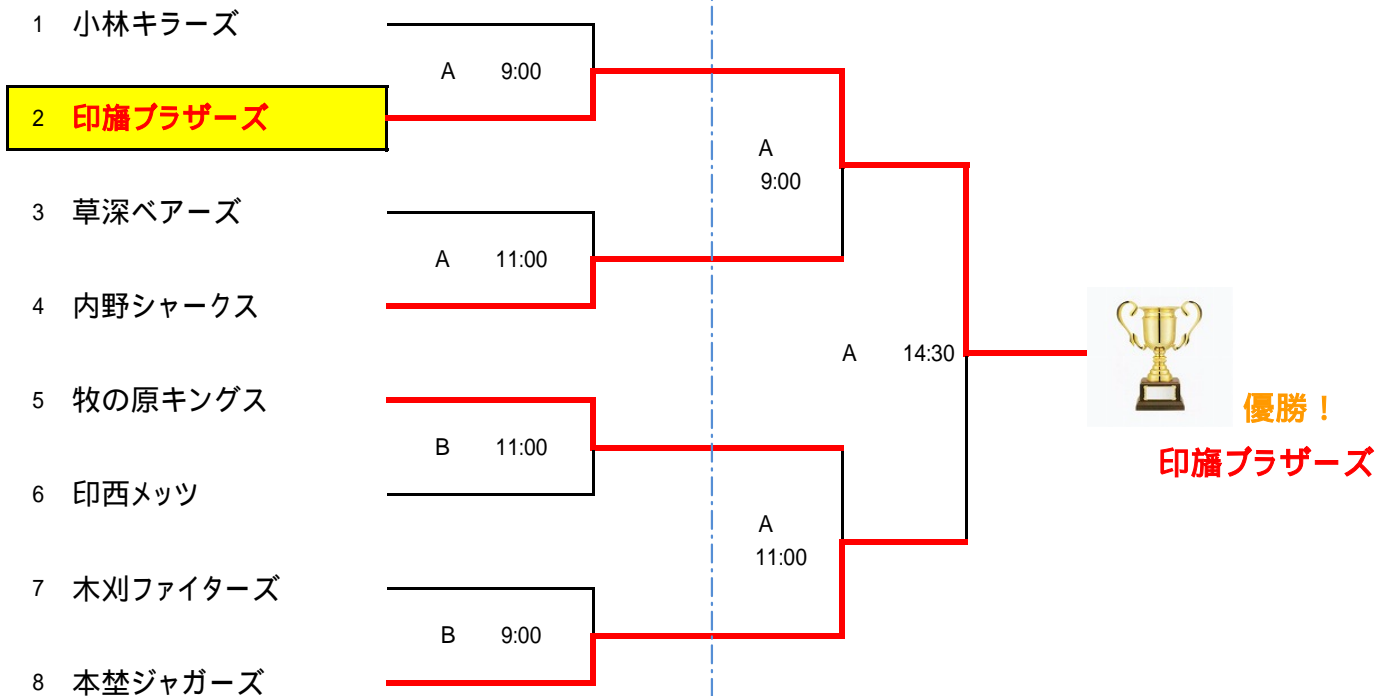 1 小林キラーズ
A 9:00
2 印旛ブラザーズ
A
9:00
3 草深ベアーズ
A 11:00
4 内野シャークス
A 14:30
5 牧の原キングス
優勝！
B 11:00
印旛ブラザーズ
6 印西メッツ
A
11:00
7 木刈ファイターズ
B 9:00
8 本埜ジャガーズ